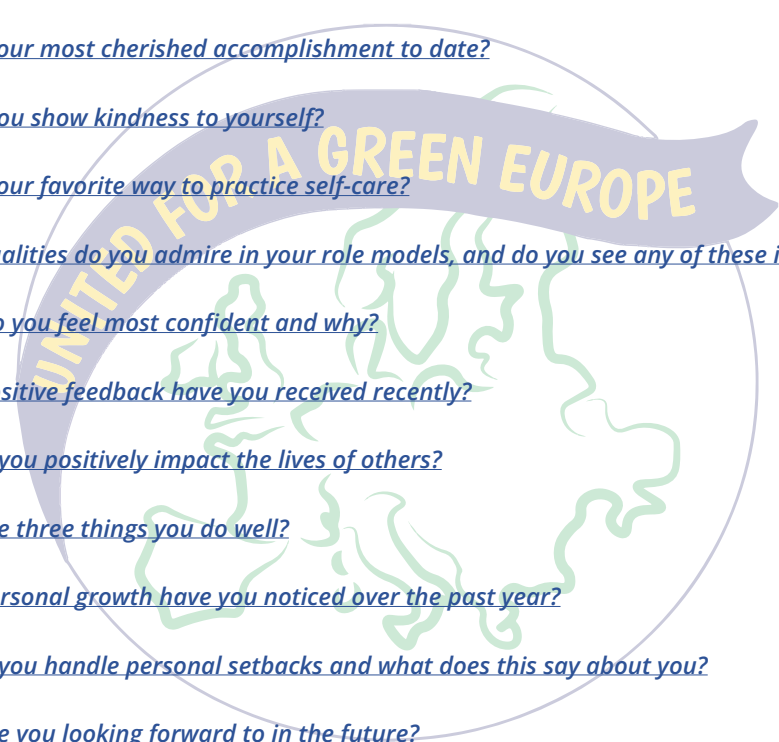 our most cherished accomplishment to date?
ou show kindness to yourself?
UNITED FOR A GREEN EUROPE
our favorite way to practice self-care?
alities do you admire in your role models, and do you see any of these i
o you feel most confident and why?
sitive feedback have you received recently?
you positively impact the lives of others?
e three things you do well?
rsonal growth have you noticed over the past year?
you handle personal setbacks and what does this say about you?
e you looking forward to in the future?